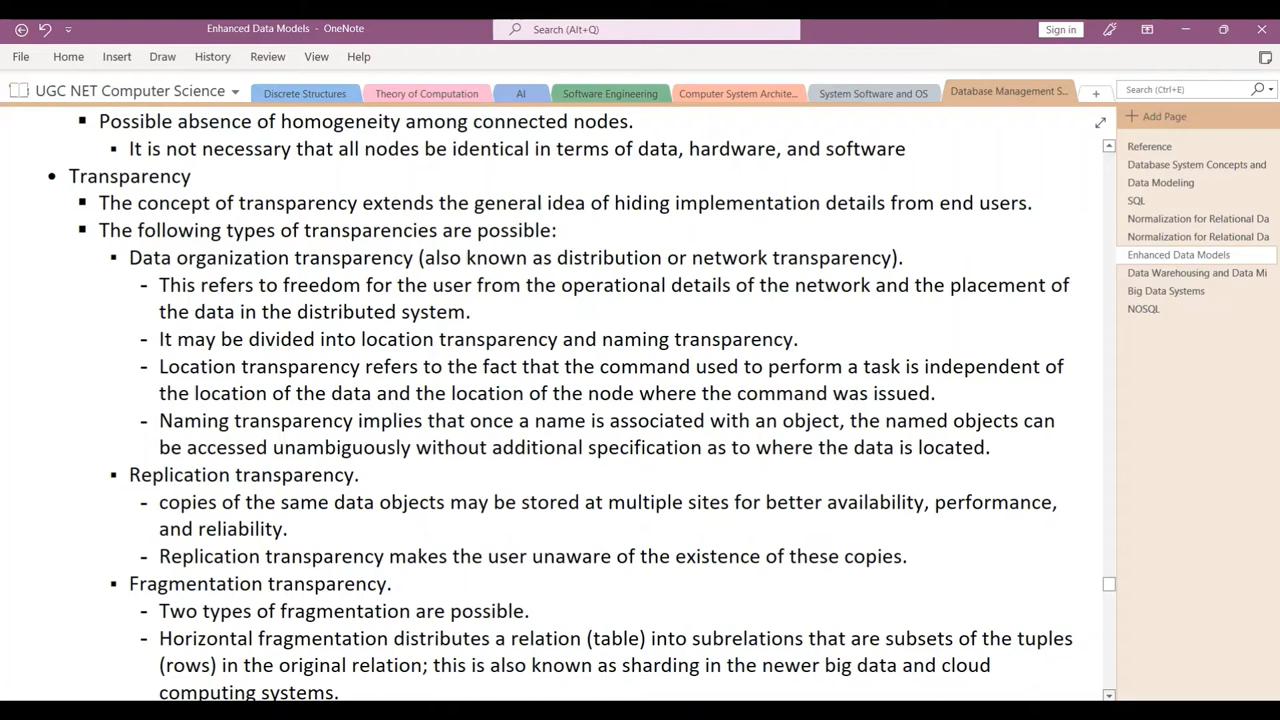 Enhanced Data Models - OneNote
Search (Alt+Q)
Sign in
File Home Insert Draw History Review View Help
UGC NET Computer Science
Discrete Structures
Theory of Computation
AI
Software Engineering
Computer System Archite...
System Software and OS
Database Management S...
Search (Ctrl+E)
▪ Possible absence of homogeneity among connected nodes.
▪ It is not necessary that all nodes be identical in terms of data, hardware, and software
• Transparency
▪ The concept of transparency extends the general idea of hiding implementation details from end users.
▪ The following types of transparencies are possible:
▪ Data organization transparency (also known as distribution or network transparency).
- This refers to freedom for the user from the operational details of the network and the placement of
the data in the distributed system.
- It may be divided into location transparency and naming transparency.
- Location transparency refers to the fact that the command used to perform a task is independent of
the location of the data and the location of the node where the command was issued.
- Naming transparency implies that once a name is associated with an object, the named objects can
be accessed unambiguously without additional specification as to where the data is located.
▪ Replication transparency.
- copies of the same data objects may be stored at multiple sites for better availability, performance,
and reliability.
- Replication transparency makes the user unaware of the existence of these copies.
▪ Fragmentation transparency.
- Two types of fragmentation are possible.
- Horizontal fragmentation distributes a relation (table) into subrelations that are subsets of the tuples
(rows) in the original relation; this is also known as sharding in the newer big data and cloud
computing systems.
Add Page
Reference
Database System Concepts and
Data Modeling
SQL
Normalization for Relational Da
Normalization for Relational Da
Enhanced Data Models
Data Warehousing and Data Mi
Big Data Systems
NOSQL